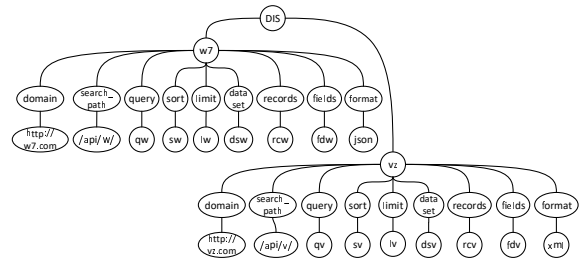 DIS
w7
domain
search_
path
query
sort
limit
data
set
records
fields
format
http://
w7.com
/api/w/
qw
sw
lw
dsw
rcw
fdw
json
vz
domain
search_
path
query
sort
limit
data
set
records
fields
format
http://
vz.com
/api/v/
qv
sv
lv
dsv
rcv
fdv
xml